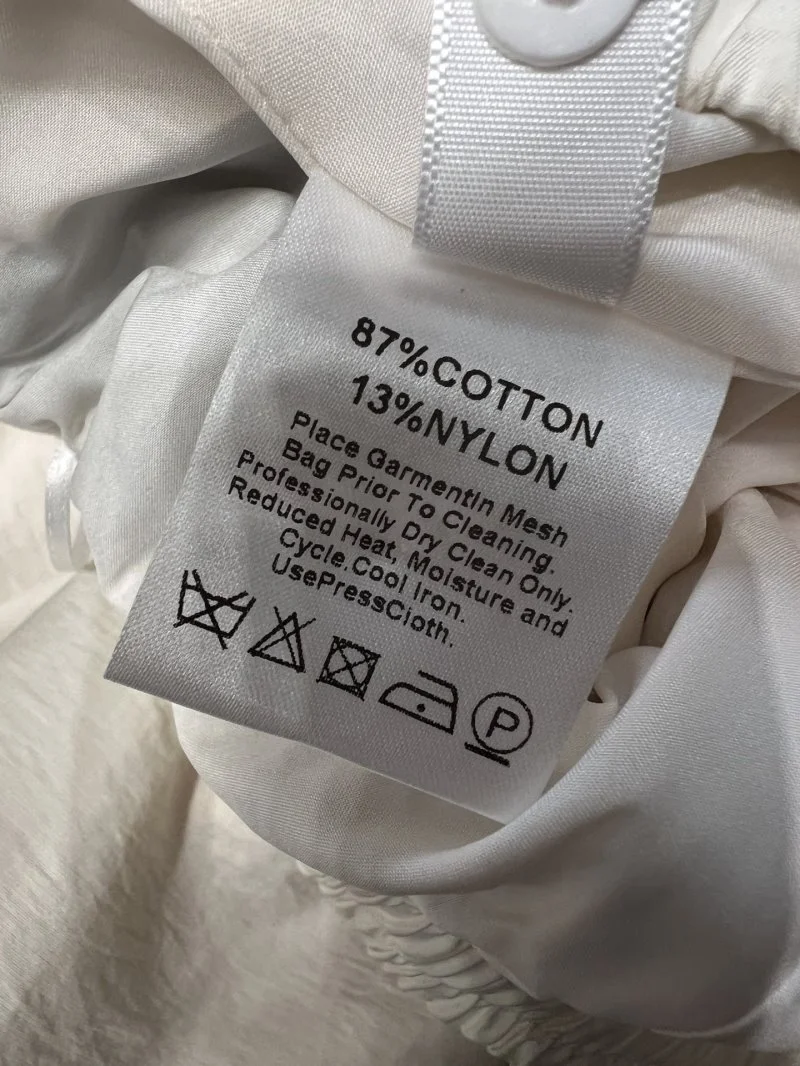 87%COTTON
13%NYLON
Place GarmentIn Mesh
Bag Prior To Cleaning.
Professionally Dry Clean Only.
Reduced Heat, Moisture and
Cycle.Cool Iron.
UsePressCloth.
P